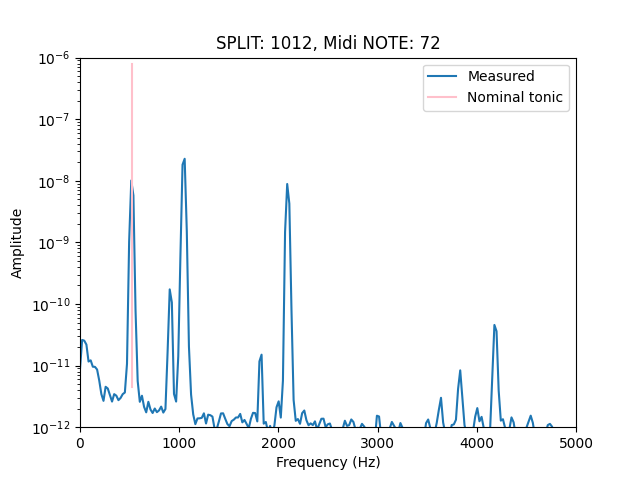 SPLIT: 1012, Midi NOTE: 72
Measured
Nominal tonic
10⁻⁶
10⁻⁷
10⁻⁸
10⁻⁹
10⁻¹⁰
10⁻¹¹
10⁻¹²
Amplitude
0 1000 2000 3000 4000 5000
Frequency (Hz)